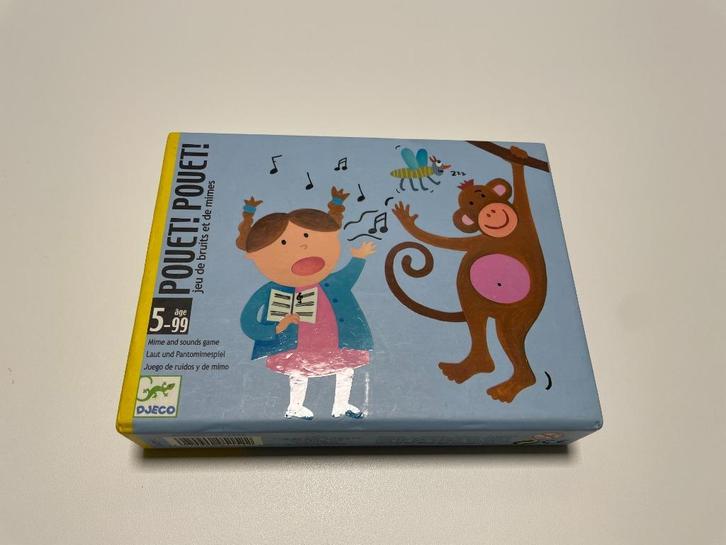 POUET! POUET!
jeu de bruits et de mimes
âge
5-99
Mime and sounds game
Laut und Pantomimespiel
Juego de ruidos y de mimo
DJECO